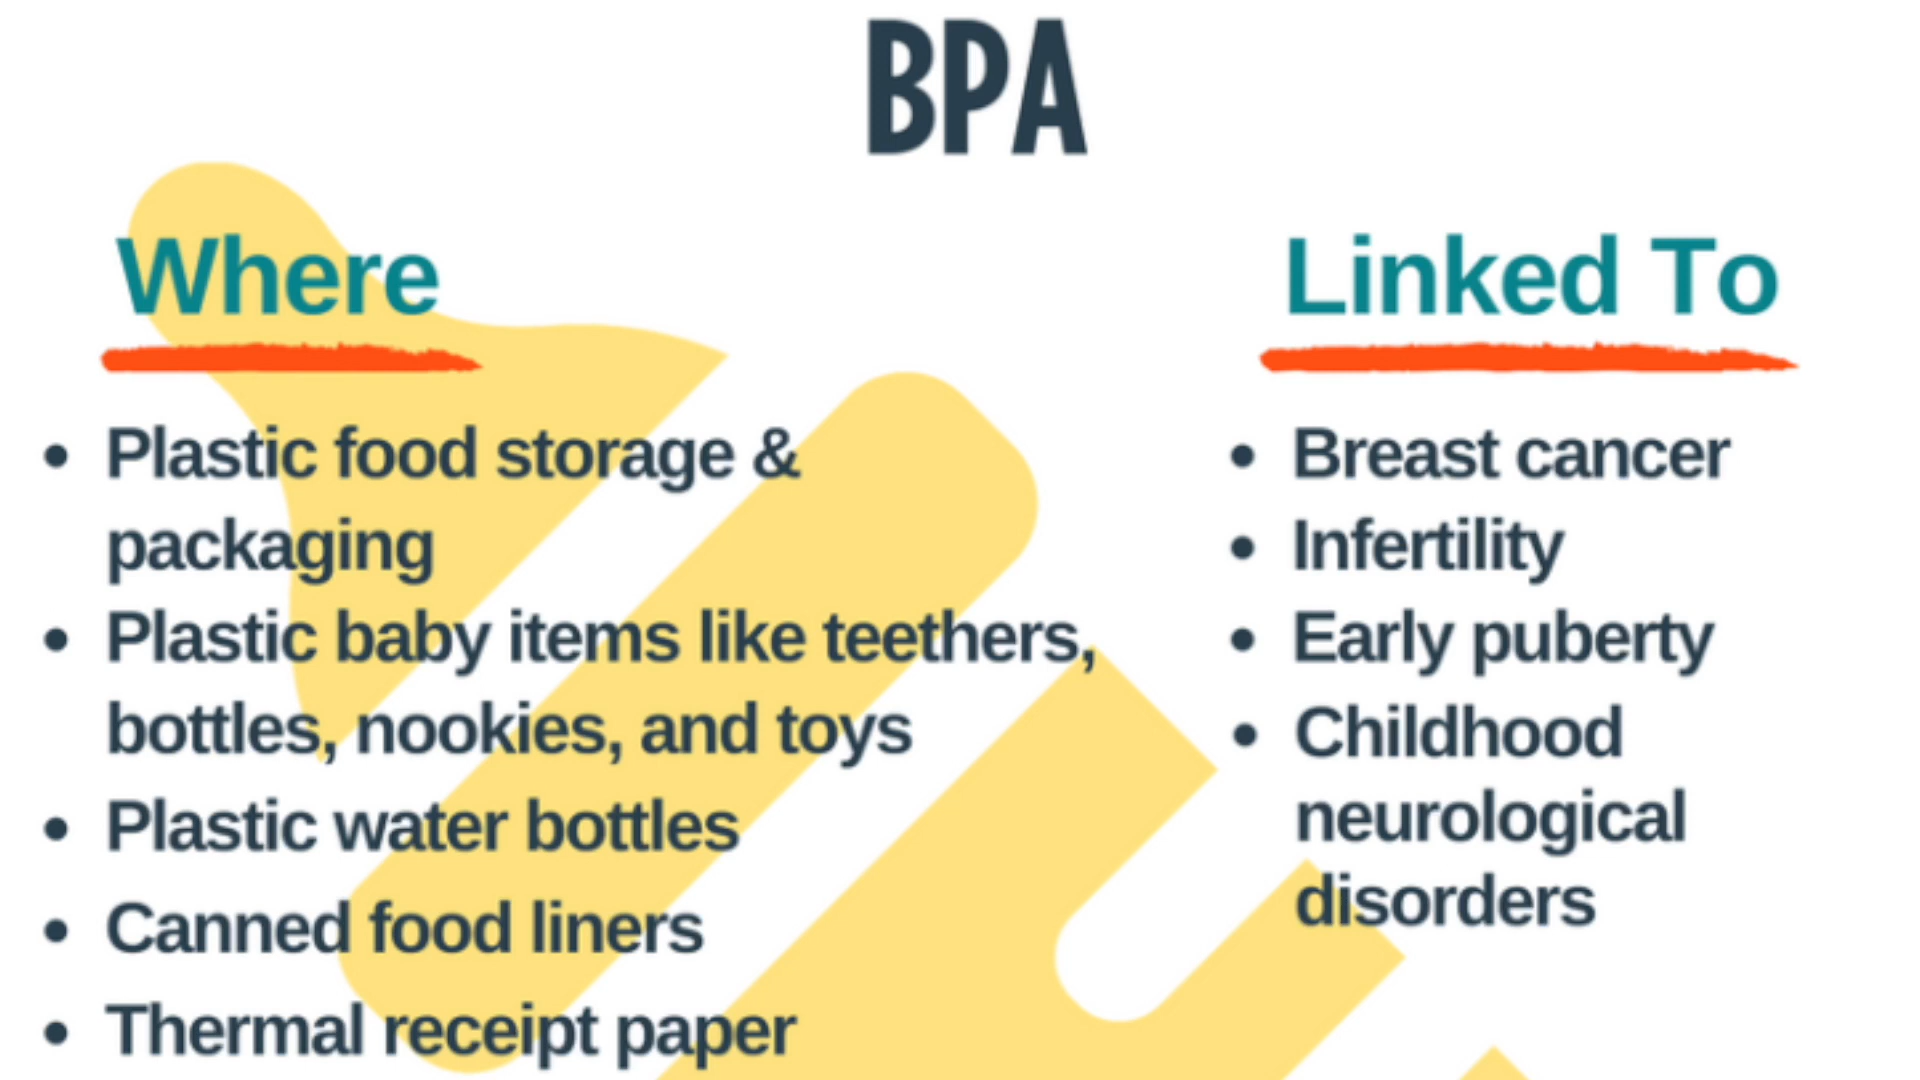 BPA
Where
• Plastic food storage &
packaging
• Plastic baby items like teethers,
bottles, nookies, and toys
• Plastic water bottles
• Canned food liners
• Thermal receipt paper
Linked To
• Breast cancer
• Infertility
• Early puberty
• Childhood
neurological
disorders